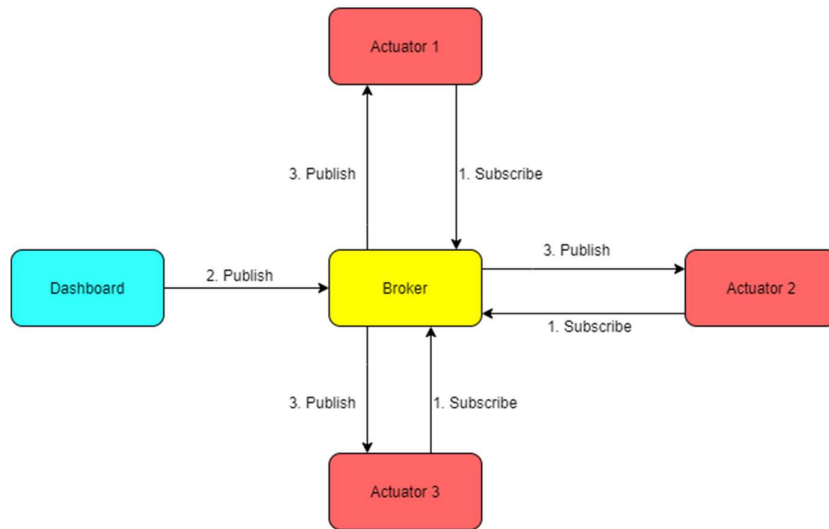 Actuator 1
3. Publish
1. Subscribe
Dashboard
2. Publish
Broker
3. Publish
Actuator 2
1. Subscribe
3. Publish
1. Subscribe
Actuator 3